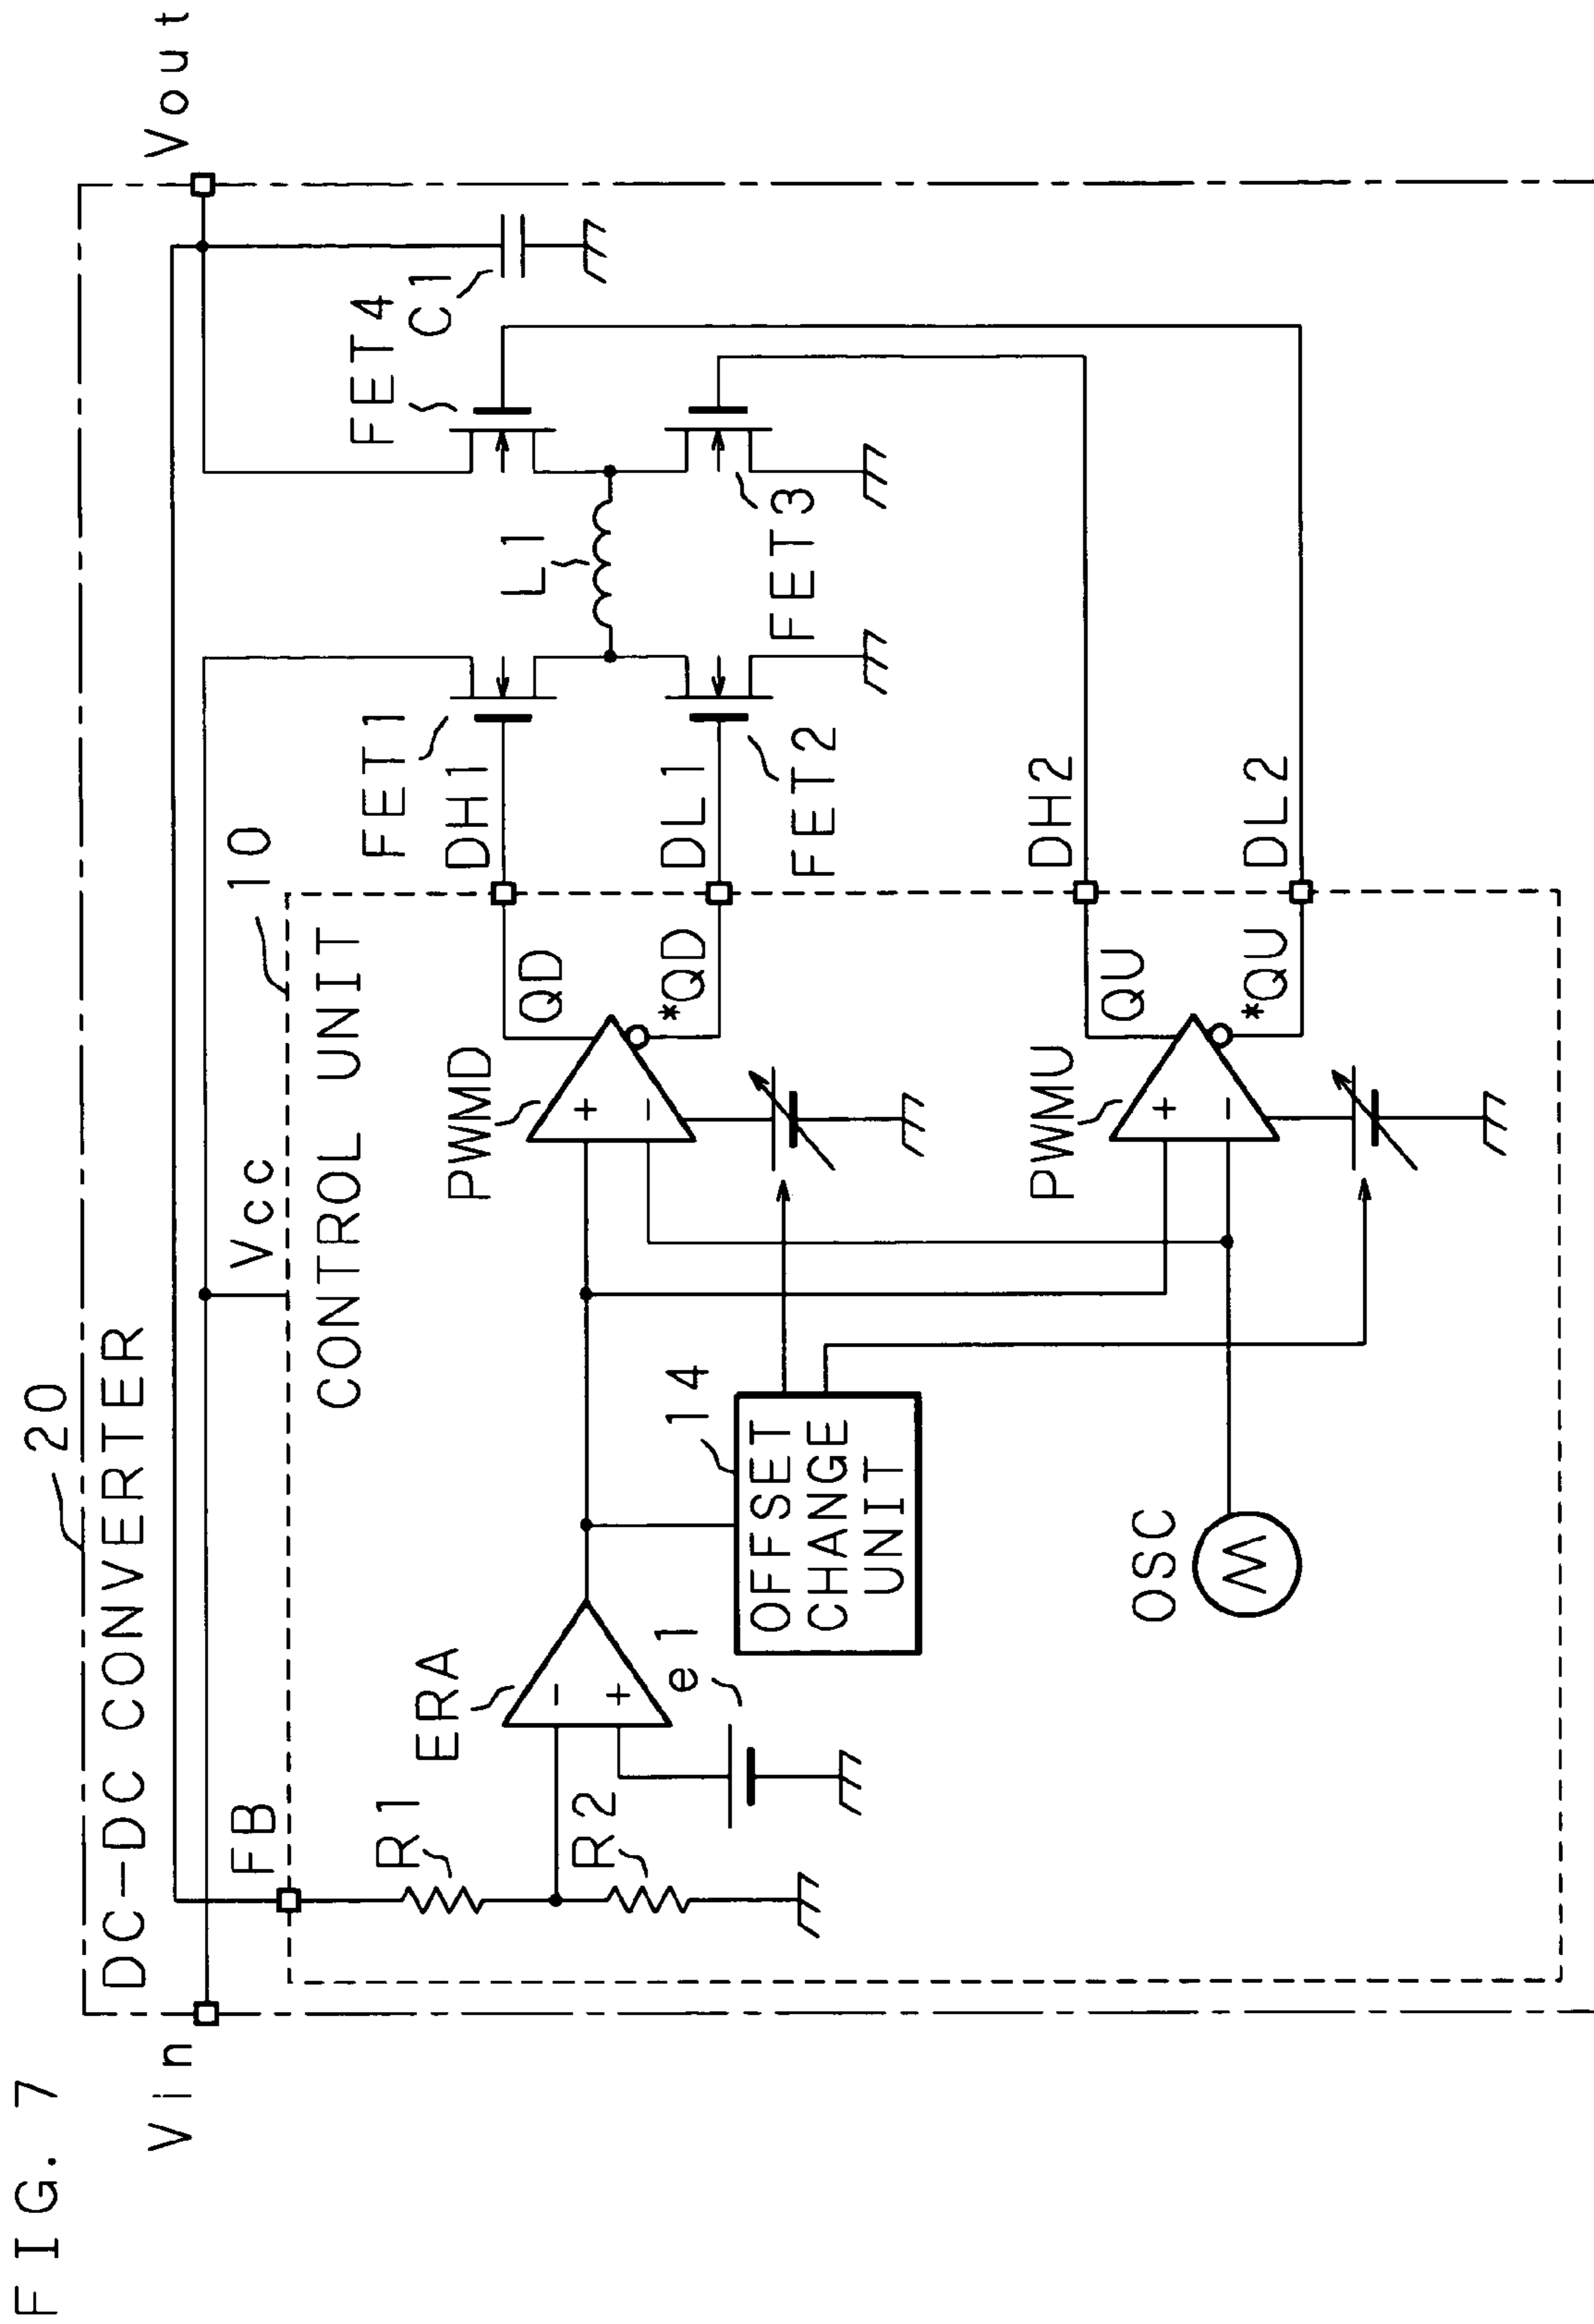 FIG. 7
20
DC-DC CONVERTER
Vin
Vout
FB
Vcc
10
CONTROL UNIT
R1
R2
ERA
- +
e1
14
OFFSET
CHANGE
UNIT
OSC
PWMD
+ -
QD
*QD
PWMU
+ -
QU
*QU
DH1
DL1
DH2
DL2
FET1
FET2
L1
FET3
FET4
C1